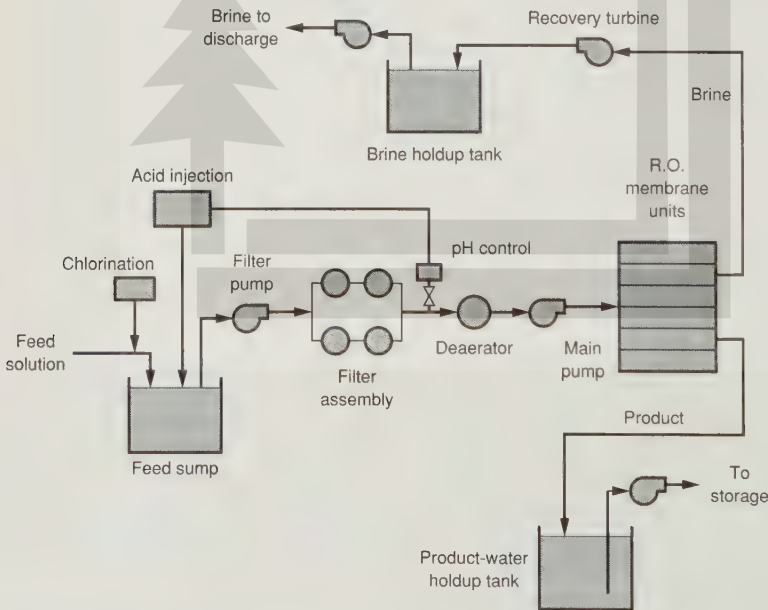 Brine to
discharge
Recovery turbine
Brine
Brine holdup tank
R.O.
membrane
units
Acid injection
pH control
Chlorination
Filter
pump
Feed
solution
Deaerator
Main
pump
Filter
assembly
Product
Feed sump
To
storage
Product-water
holdup tank